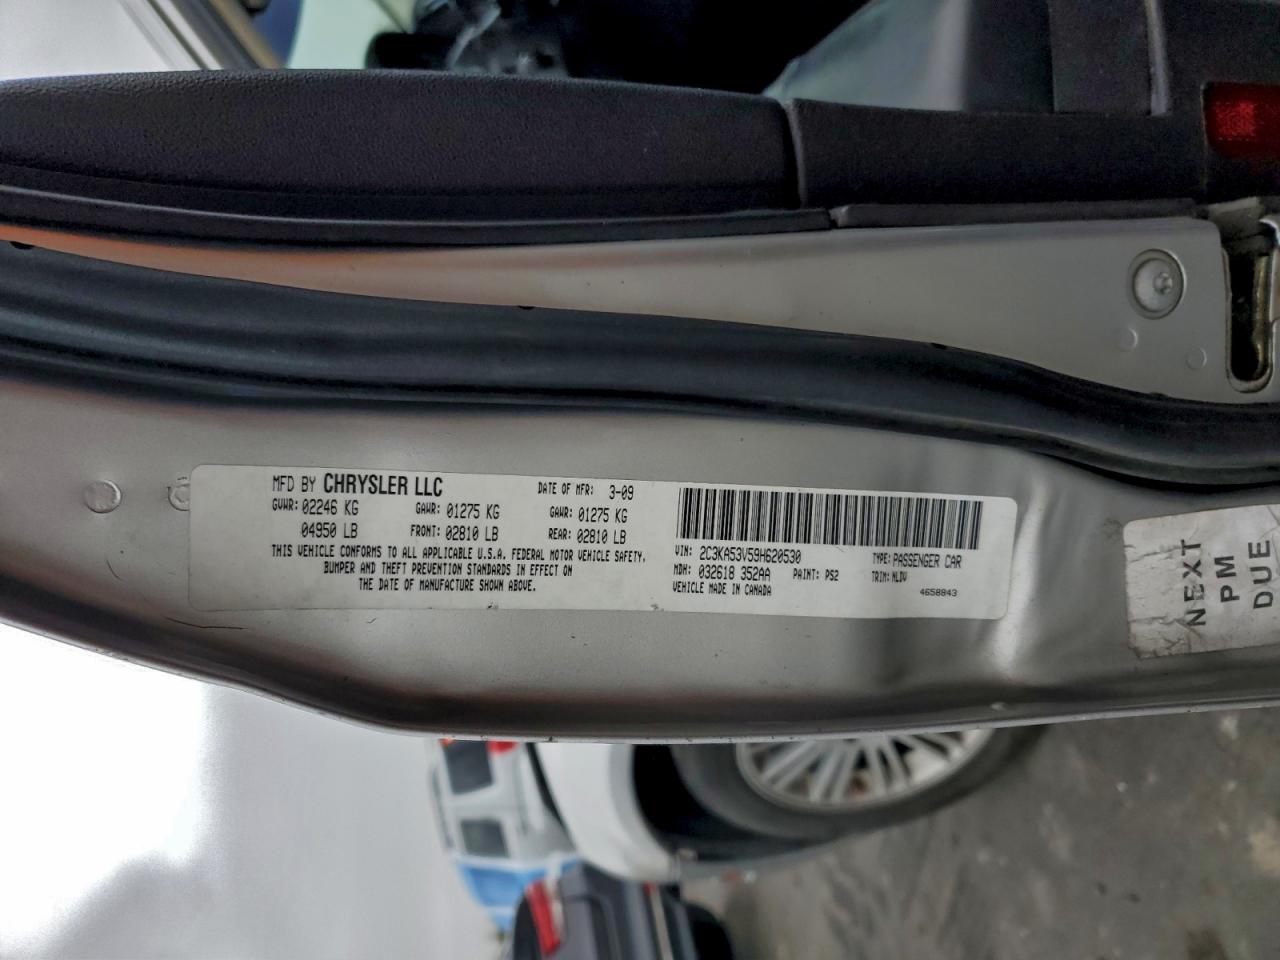 MFD BY CHRYSLER LLC DATE OF MFR: 3-09
GVWR: 02246 KG GAWR: 01275 KG GAWR: 01275 KG
04950 LB FRONT: 02810 LB REAR: 02810 LB
THIS VEHICLE CONFORMS TO ALL APPLICABLE U.S.A. FEDERAL MOTOR VEHICLE SAFETY,
BUMPER AND THEFT PREVENTION STANDARDS IN EFFECT ON
THE DATE OF MANUFACTURE SHOWN ABOVE.
VIN: 2C3KA53V59H620530 TYPE: PASSENGER CAR
MDH: 032618 352AA PAINT: PS2 TRIM: NLDV
VEHICLE MADE IN CANADA 4658843
NEXT
PM
DUE